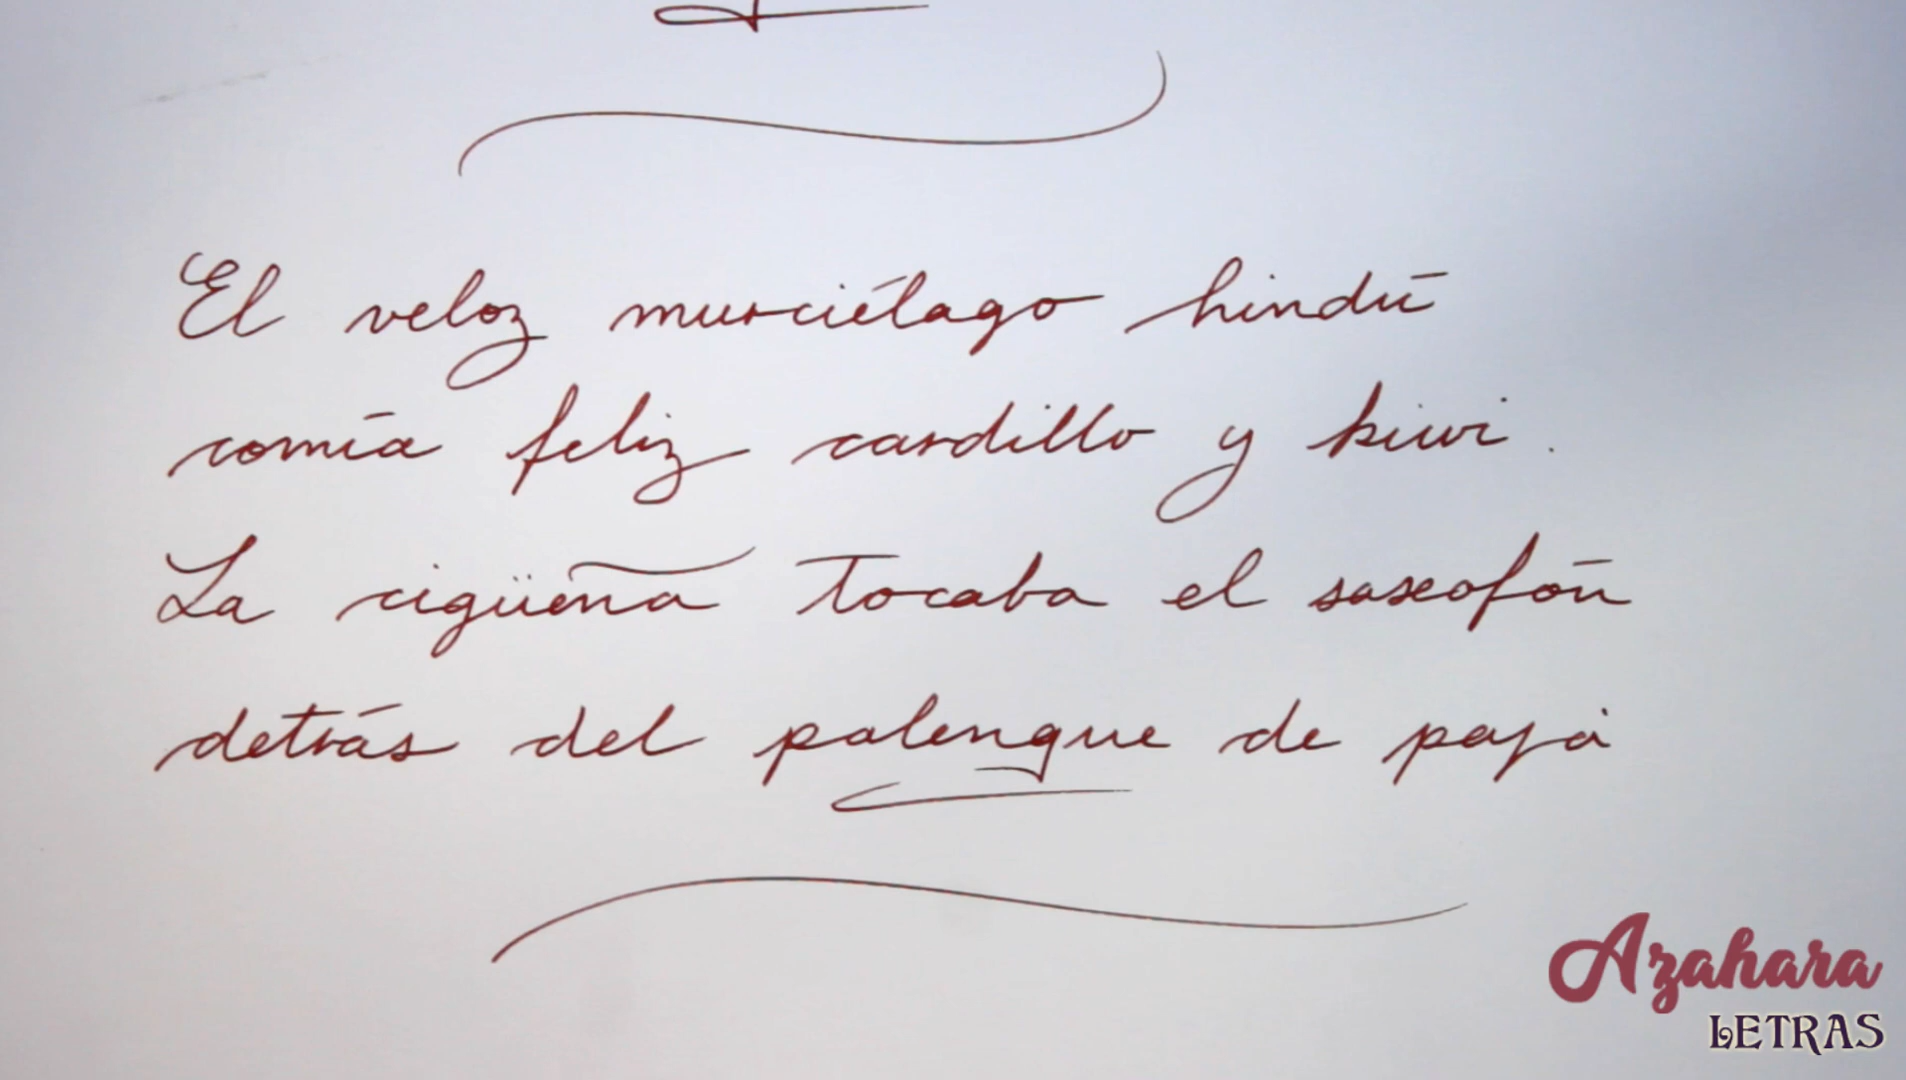 El veloz murciélago hindú
comía feliz cardillo y kiwi.
La cigüeña tocaba el saxofón
detrás del palenque de paja
Azahara
LETRAS